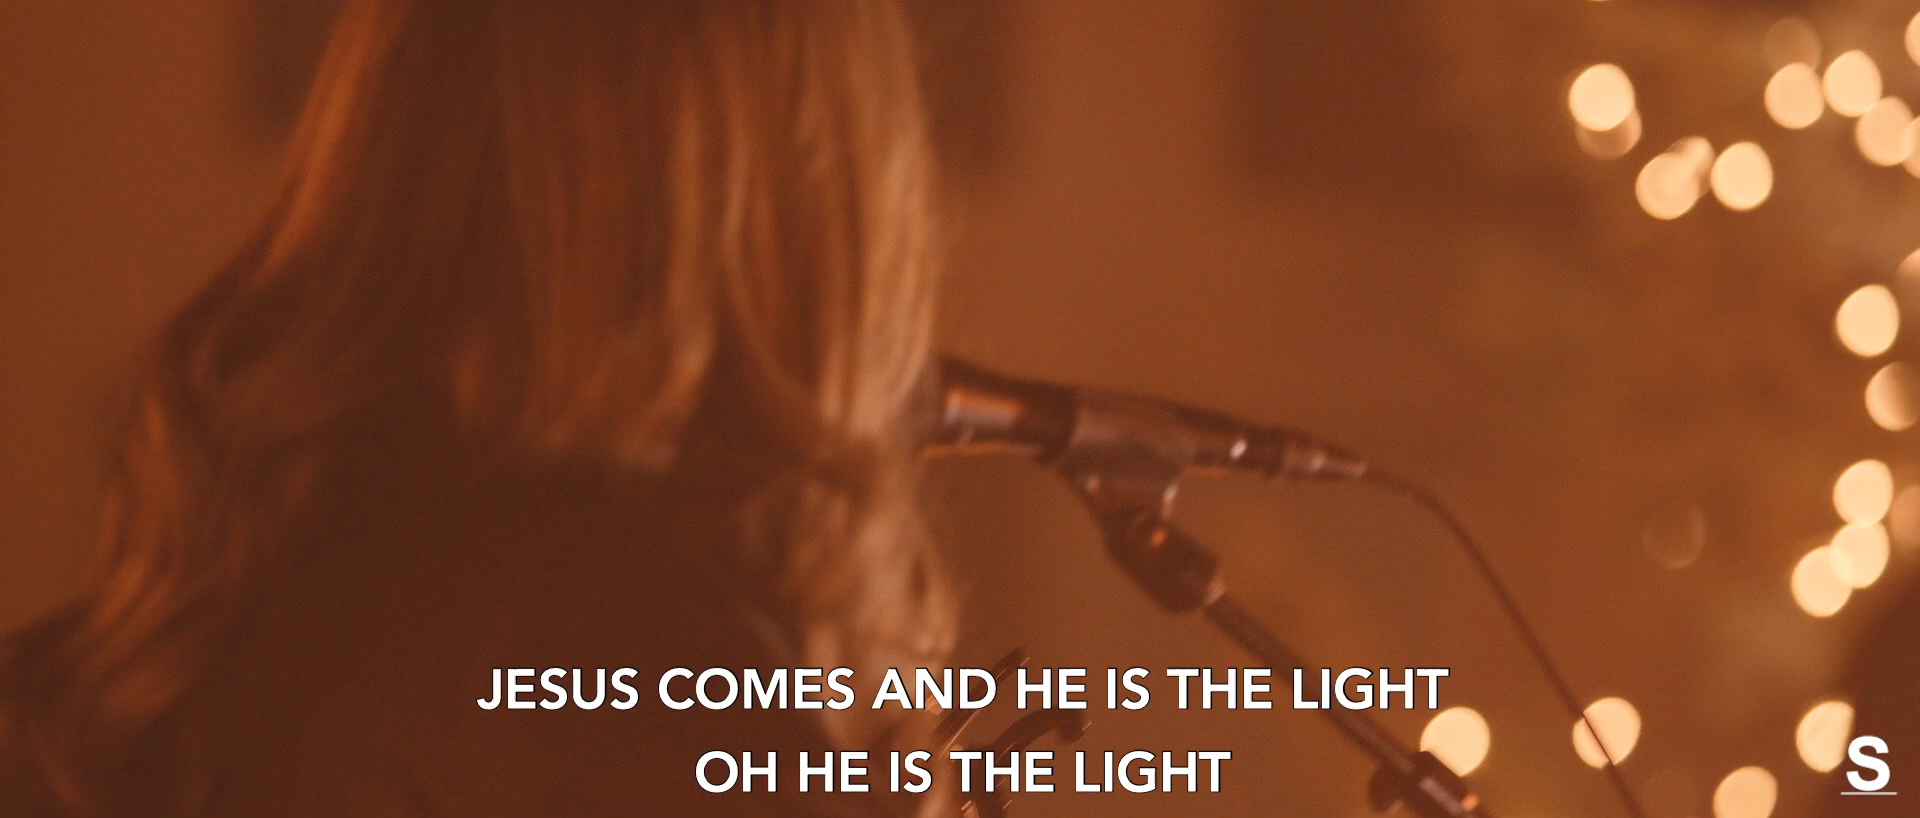 JESUS COMES AND HE IS THE LIGHT
OH HE IS THE LIGHT
S